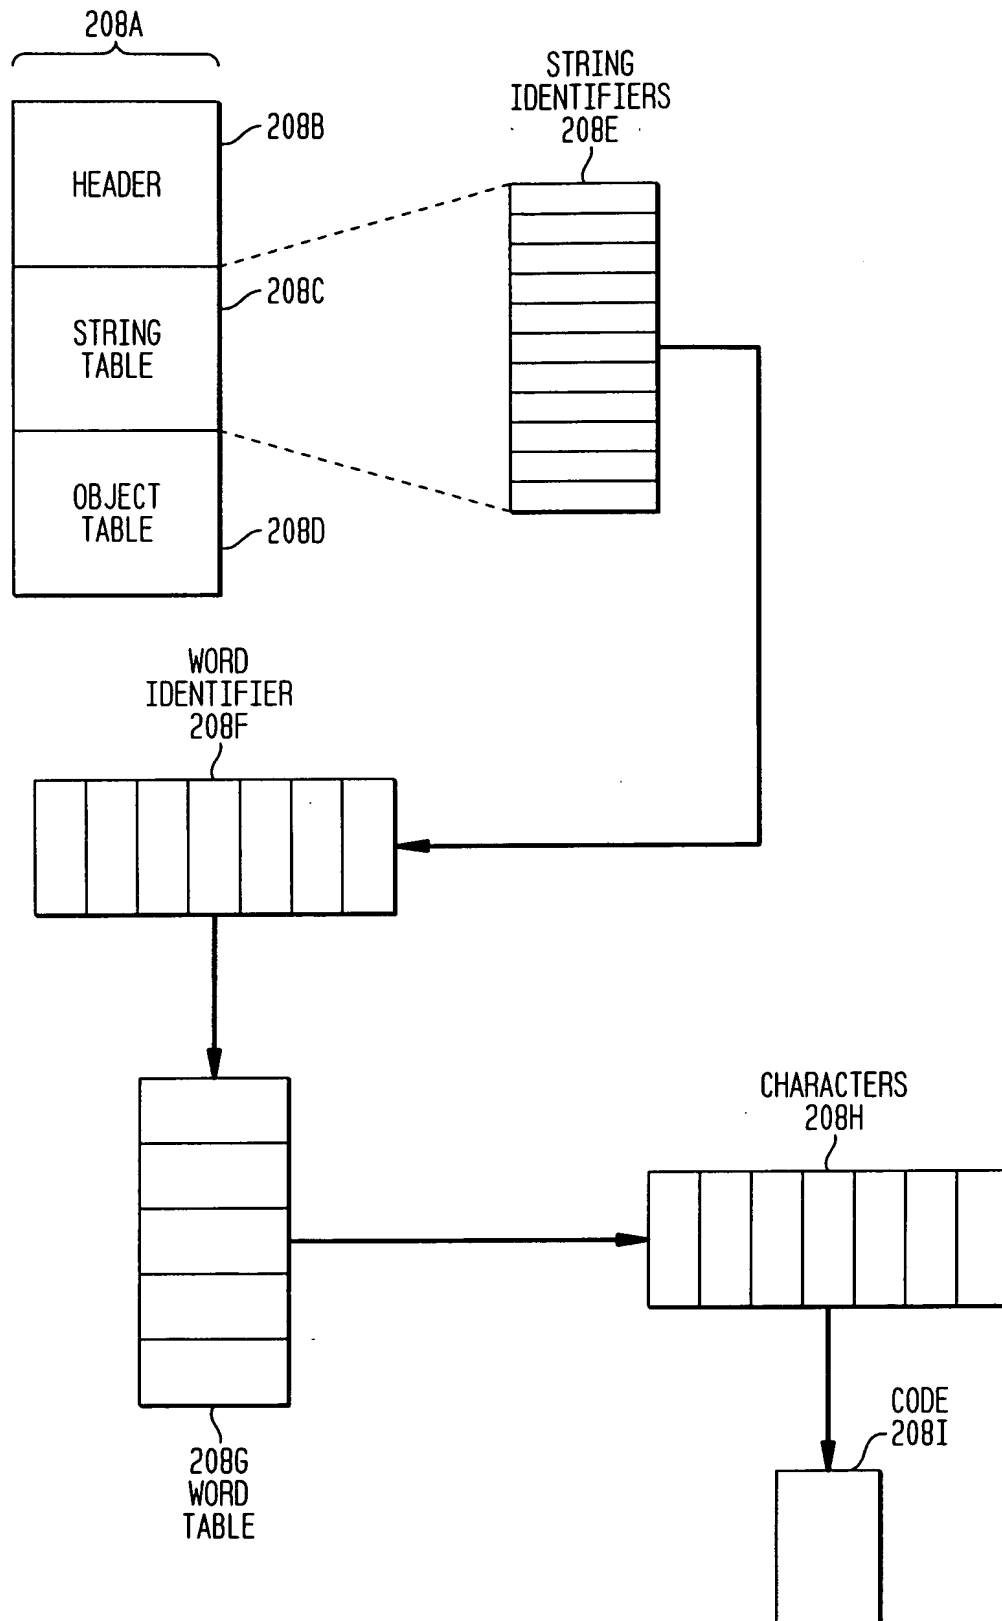 208A
208B
HEADER
208C
STRING
TABLE
OBJECT
TABLE
208D
STRING
IDENTIFIERS
208E
WORD
IDENTIFIER
208F
208G
WORD
TABLE
CHARACTERS
208H
CODE
208I